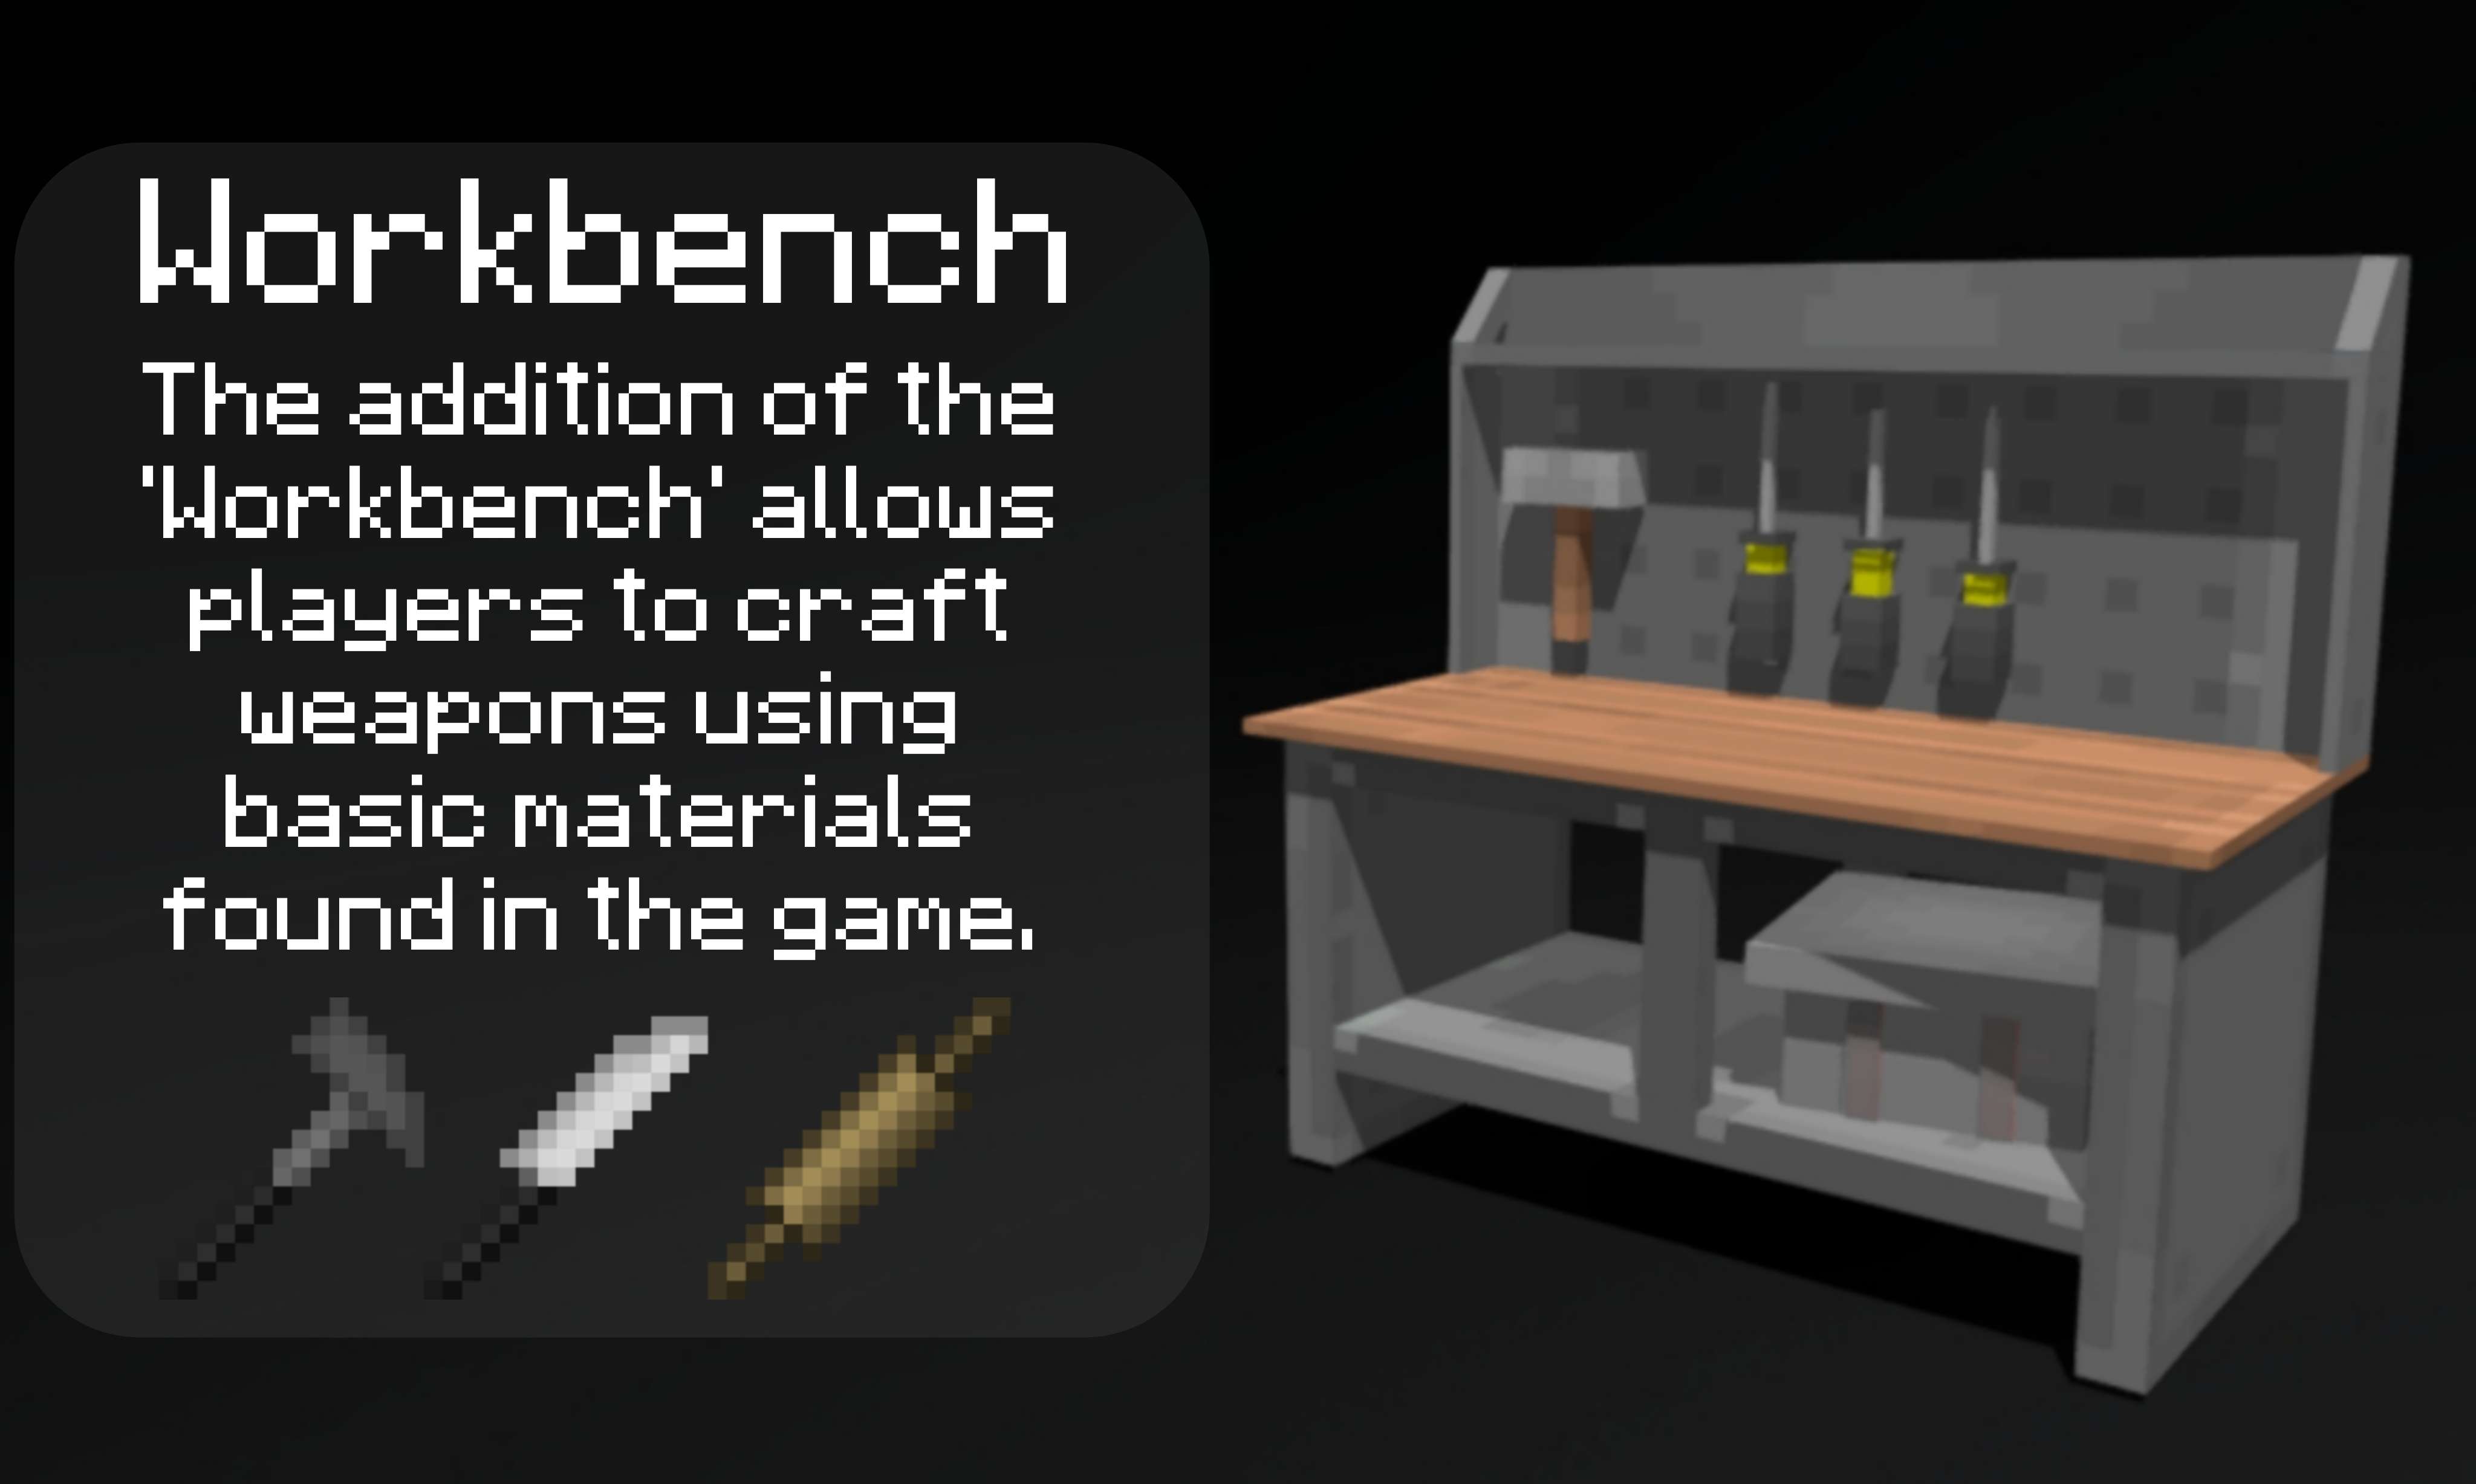 Workbench
The addition of the
'Workbench' allows
players to craft
weapons using
basic materials
found in the game.